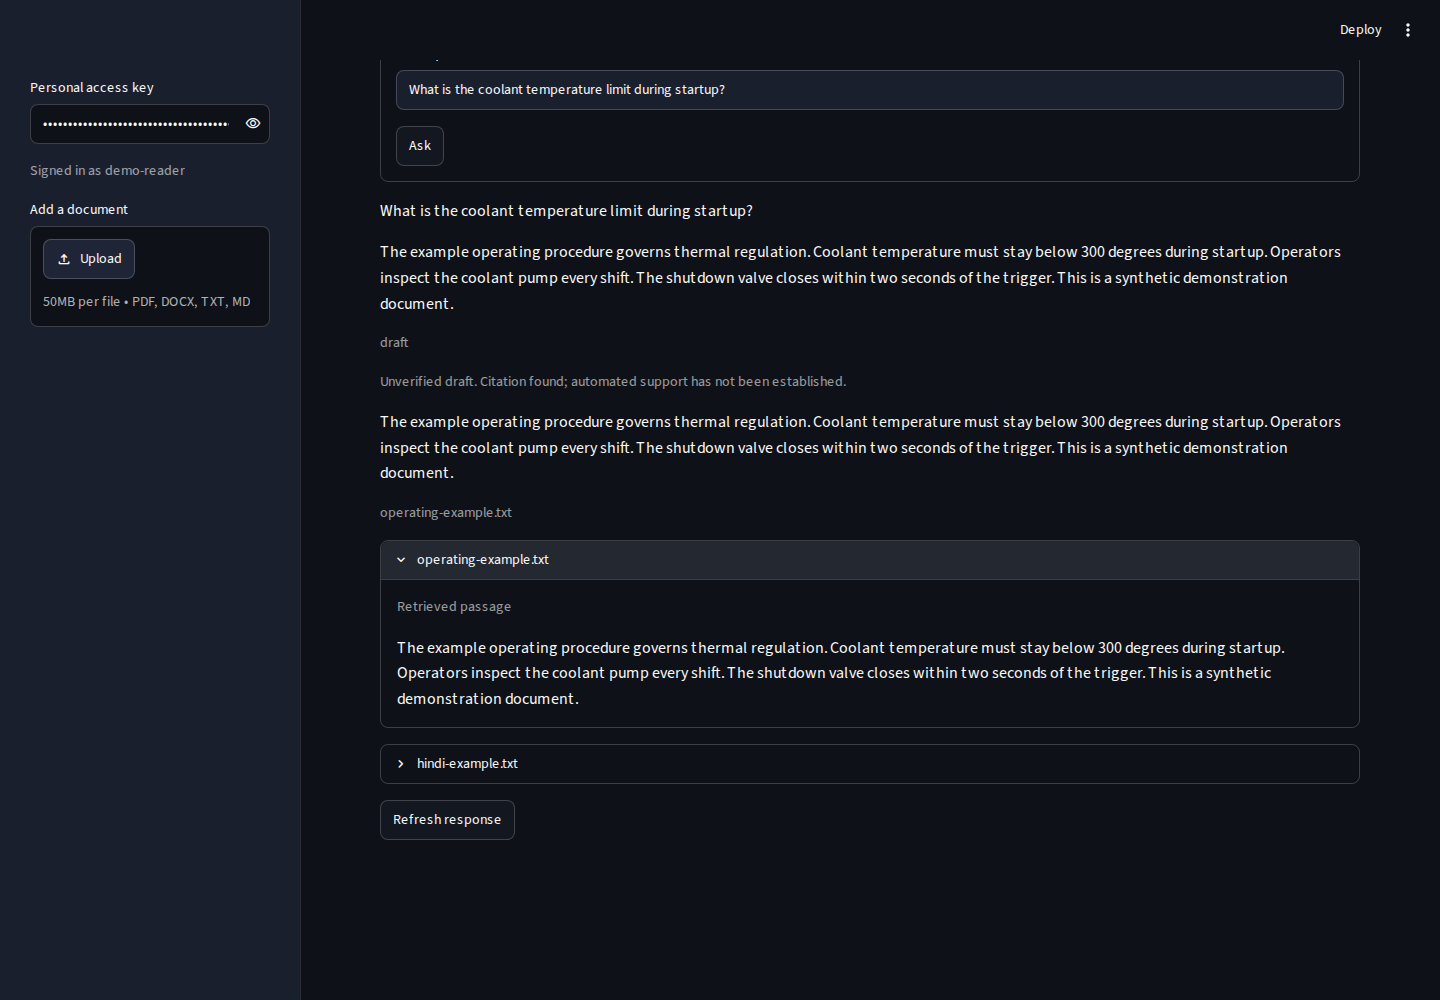 Deploy
Personal access key
••••••••••••••••••••••••••••••••••••••
Signed in as demo-reader
Add a document
Upload
50MB per file • PDF, DOCX, TXT, MD
What is the coolant temperature limit during startup?
Ask
What is the coolant temperature limit during startup?
The example operating procedure governs thermal regulation. Coolant temperature must stay below 300 degrees during startup. Operators
inspect the coolant pump every shift. The shutdown valve closes within two seconds of the trigger. This is a synthetic demonstration
document.
draft
Unverified draft. Citation found; automated support has not been established.
The example operating procedure governs thermal regulation. Coolant temperature must stay below 300 degrees during startup. Operators
inspect the coolant pump every shift. The shutdown valve closes within two seconds of the trigger. This is a synthetic demonstration
document.
operating-example.txt
operating-example.txt
Retrieved passage
The example operating procedure governs thermal regulation. Coolant temperature must stay below 300 degrees during startup.
Operators inspect the coolant pump every shift. The shutdown valve closes within two seconds of the trigger. This is a synthetic
demonstration document.
hindi-example.txt
Refresh response